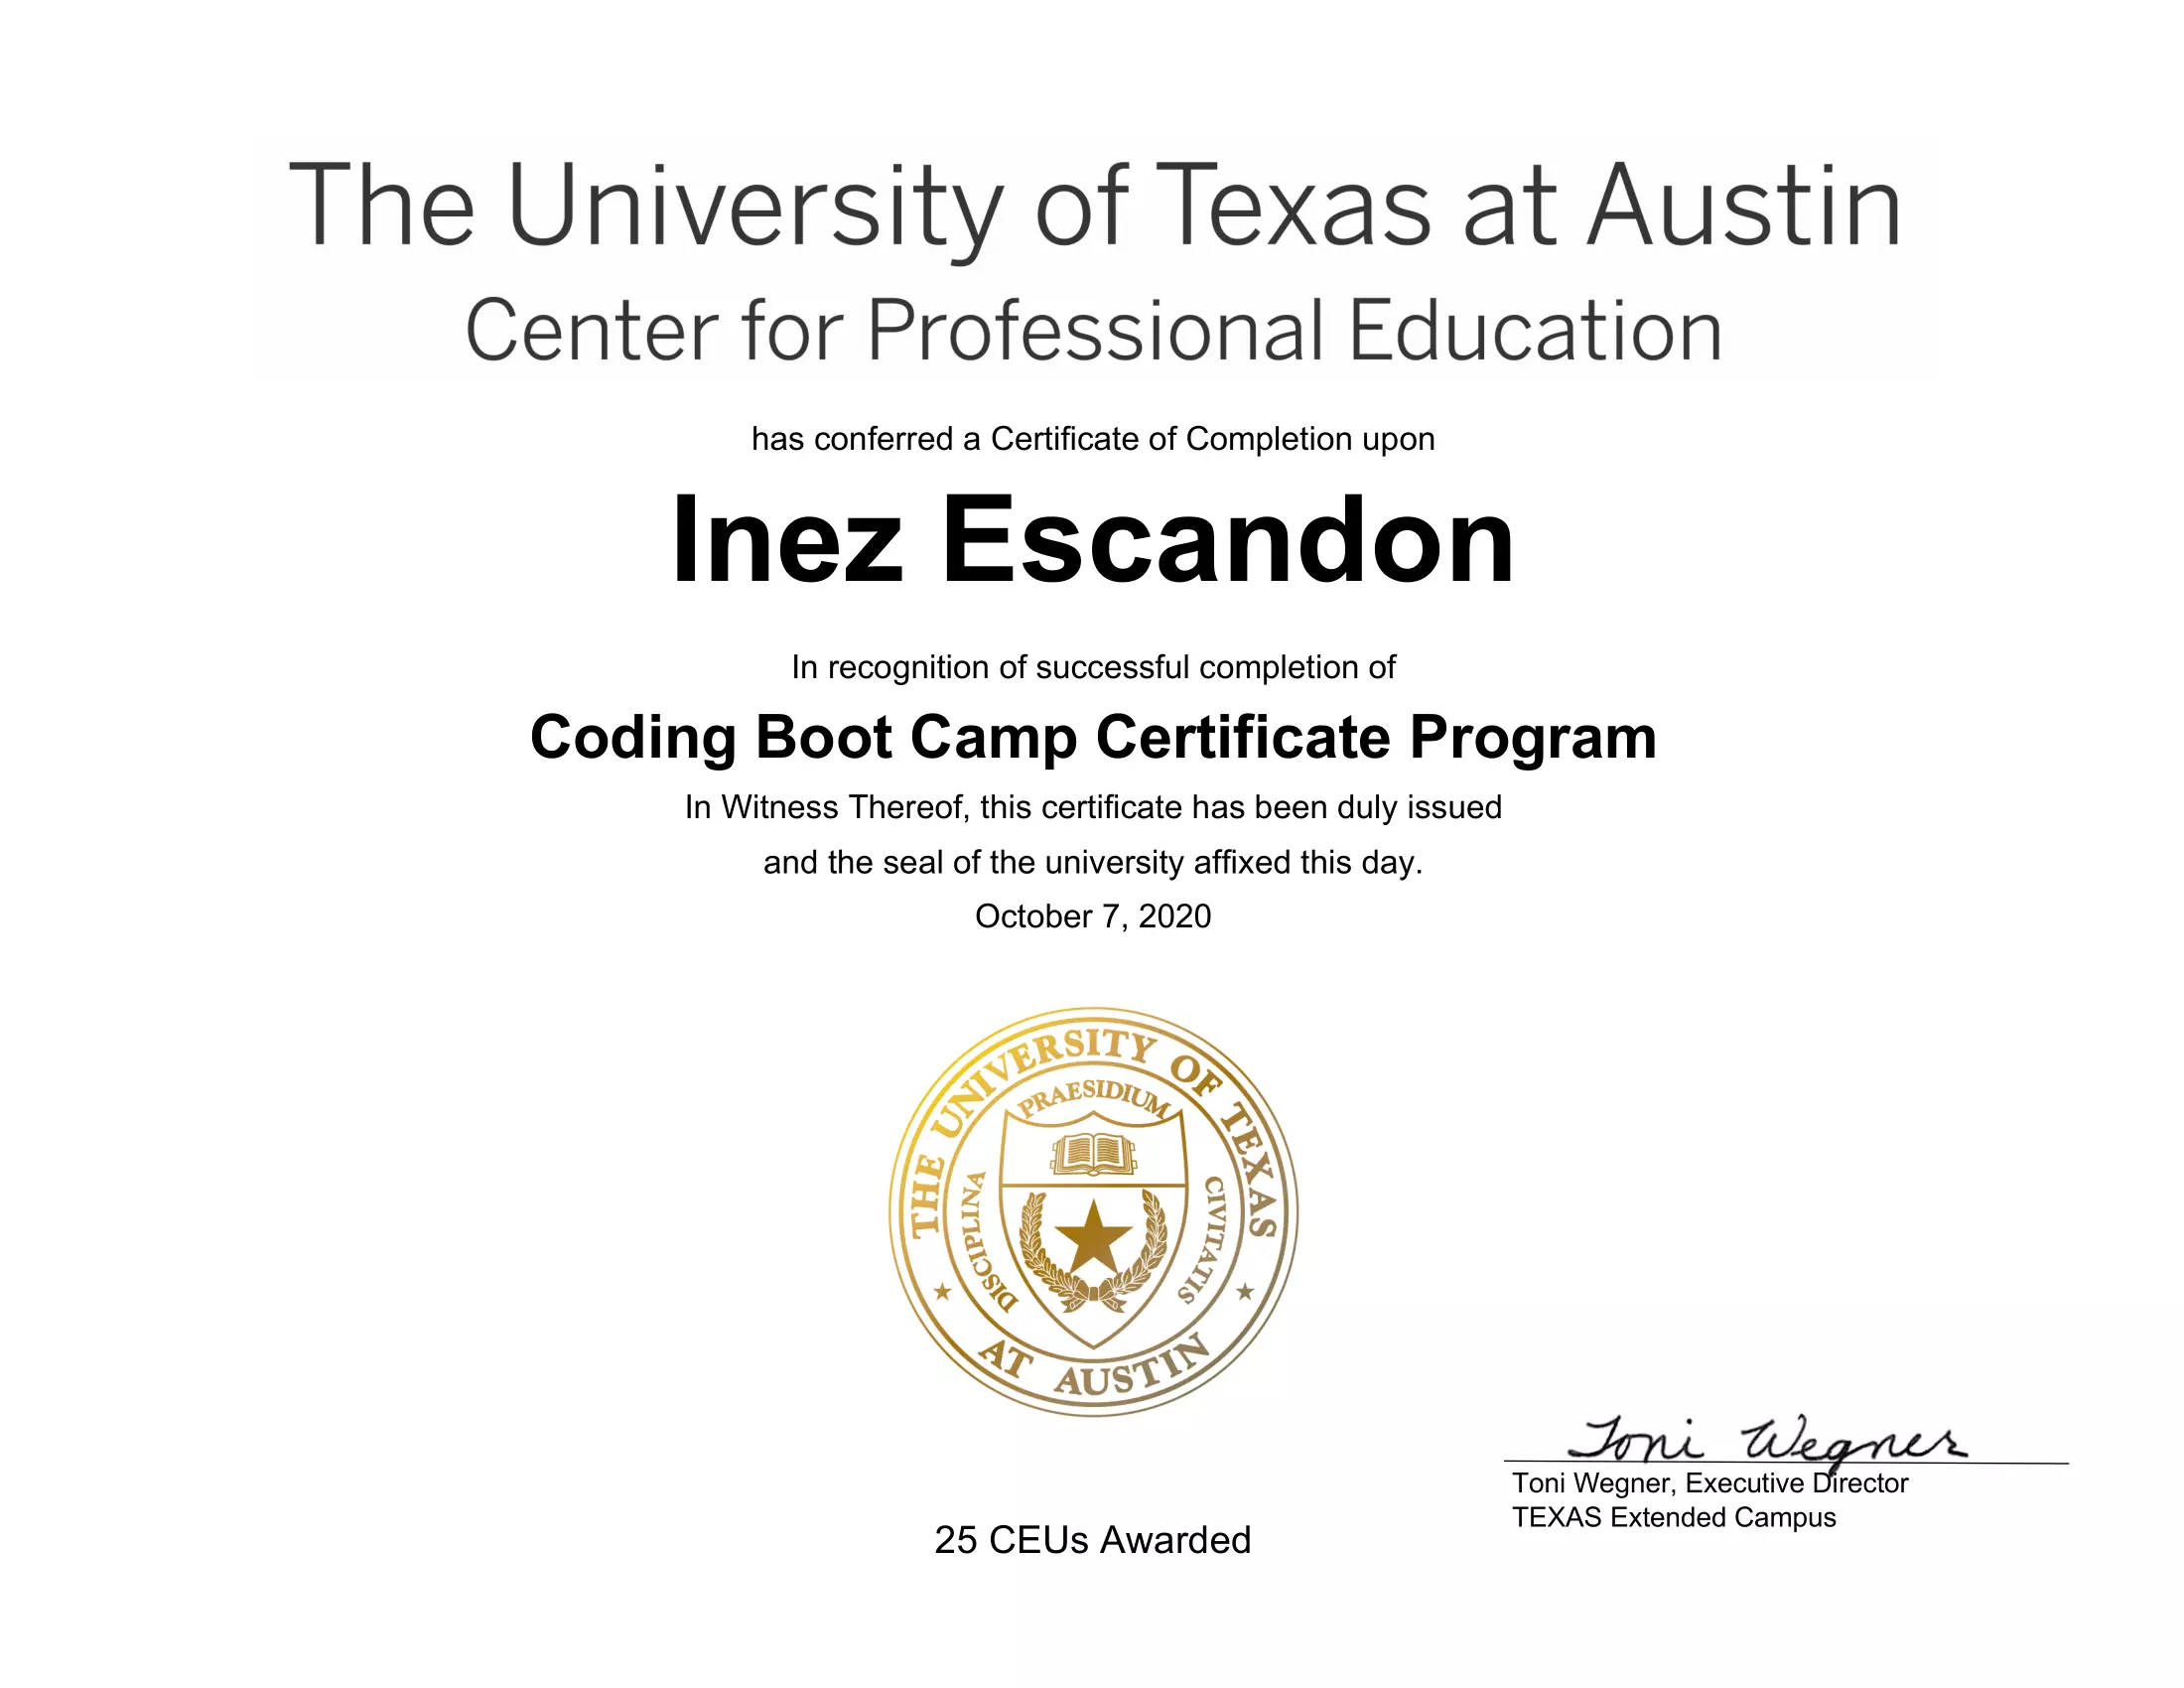 The University of Texas at Austin
Center for Professional Education
has conferred a Certificate of Completion upon
Inez Escandon
In recognition of successful completion of
Coding Boot Camp Certificate Program
In Witness Thereof, this certificate has been duly issued
and the seal of the university affixed this day.
October 7, 2020
THE UNIVERSITY OF TEXAS
PRAESIDIUM
DISCIPLINA
CIVITATIS
AT AUSTIN
Toni Wegner
Toni Wegner, Executive Director
TEXAS Extended Campus
25 CEUs Awarded